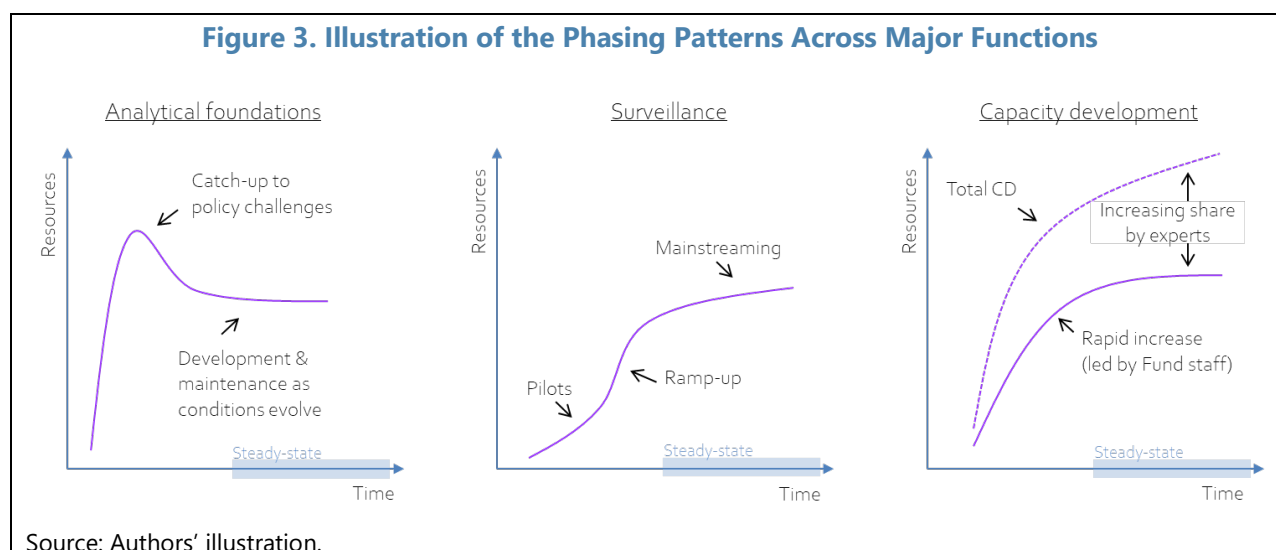 Figure 3. Illustration of the Phasing Patterns Across Major Functions
Analytical foundations
Resources
Catch-up to
policy challenges
Development &
maintenance as
conditions evolve
Steady-state
Time
Surveillance
Resources
Mainstreaming
Ramp-up
Pilots
Steady-state
Time
Capacity development
Resources
Total CD
Increasing share
by experts
Rapid increase
(led by Fund staff)
Steady-state
Time
Source: Authors' illustration.